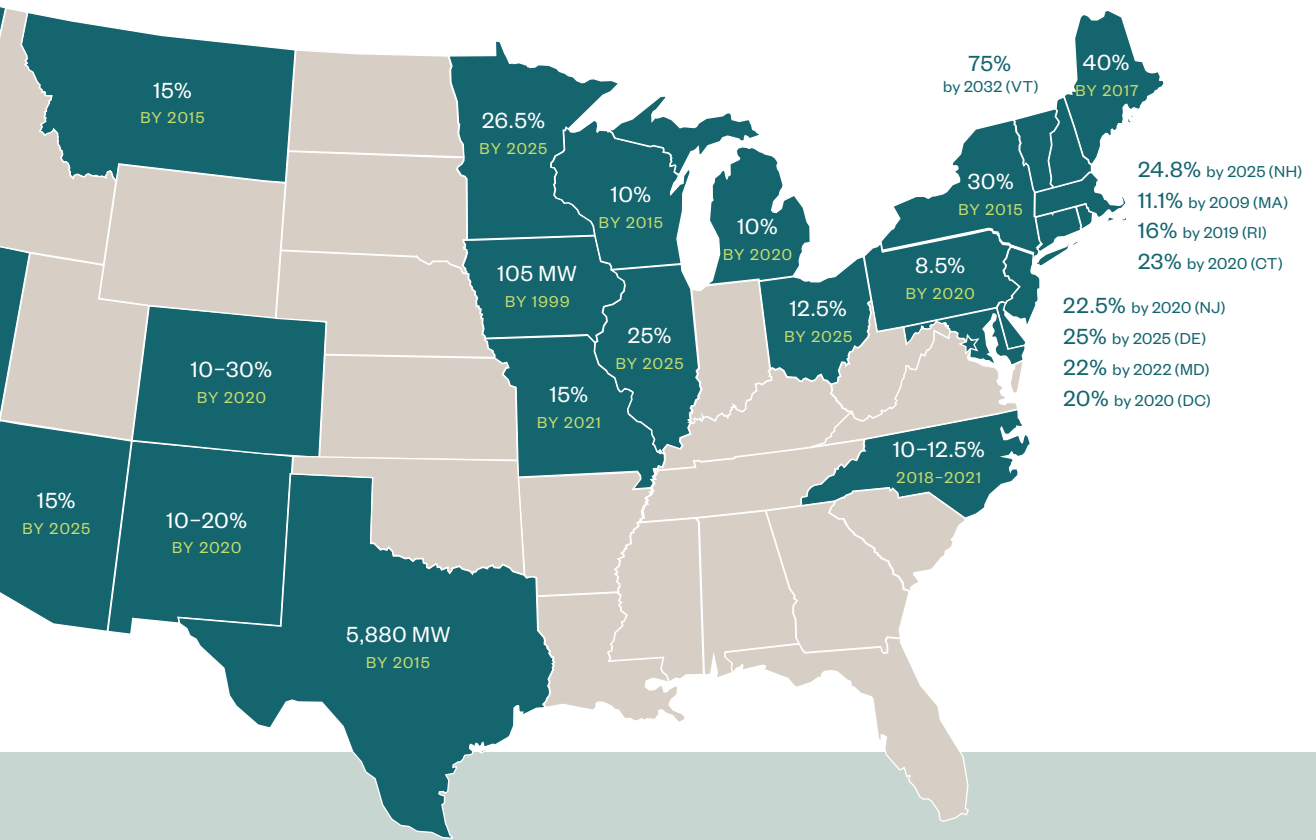 75%
by 2032 (VT)
40%
BY 2017
15%
BY 2015
26.5%
BY 2025
24.8% by 2025 (NH)
11.1% by 2009 (MA)
16% by 2019 (RI)
23% by 2020 (CT)
30%
BY 2015
10%
BY 2015
10%
BY 2020
8.5%
BY 2020
105 MW
BY 1999
12.5%
BY 2025
22.5% by 2020 (NJ)
25% by 2025 (DE)
22% by 2022 (MD)
20% by 2020 (DC)
25%
BY 2025
10–30%
BY 2020
15%
BY 2021
10–12.5%
2018–2021
15%
BY 2025
10–20%
BY 2020
5,880 MW
BY 2015